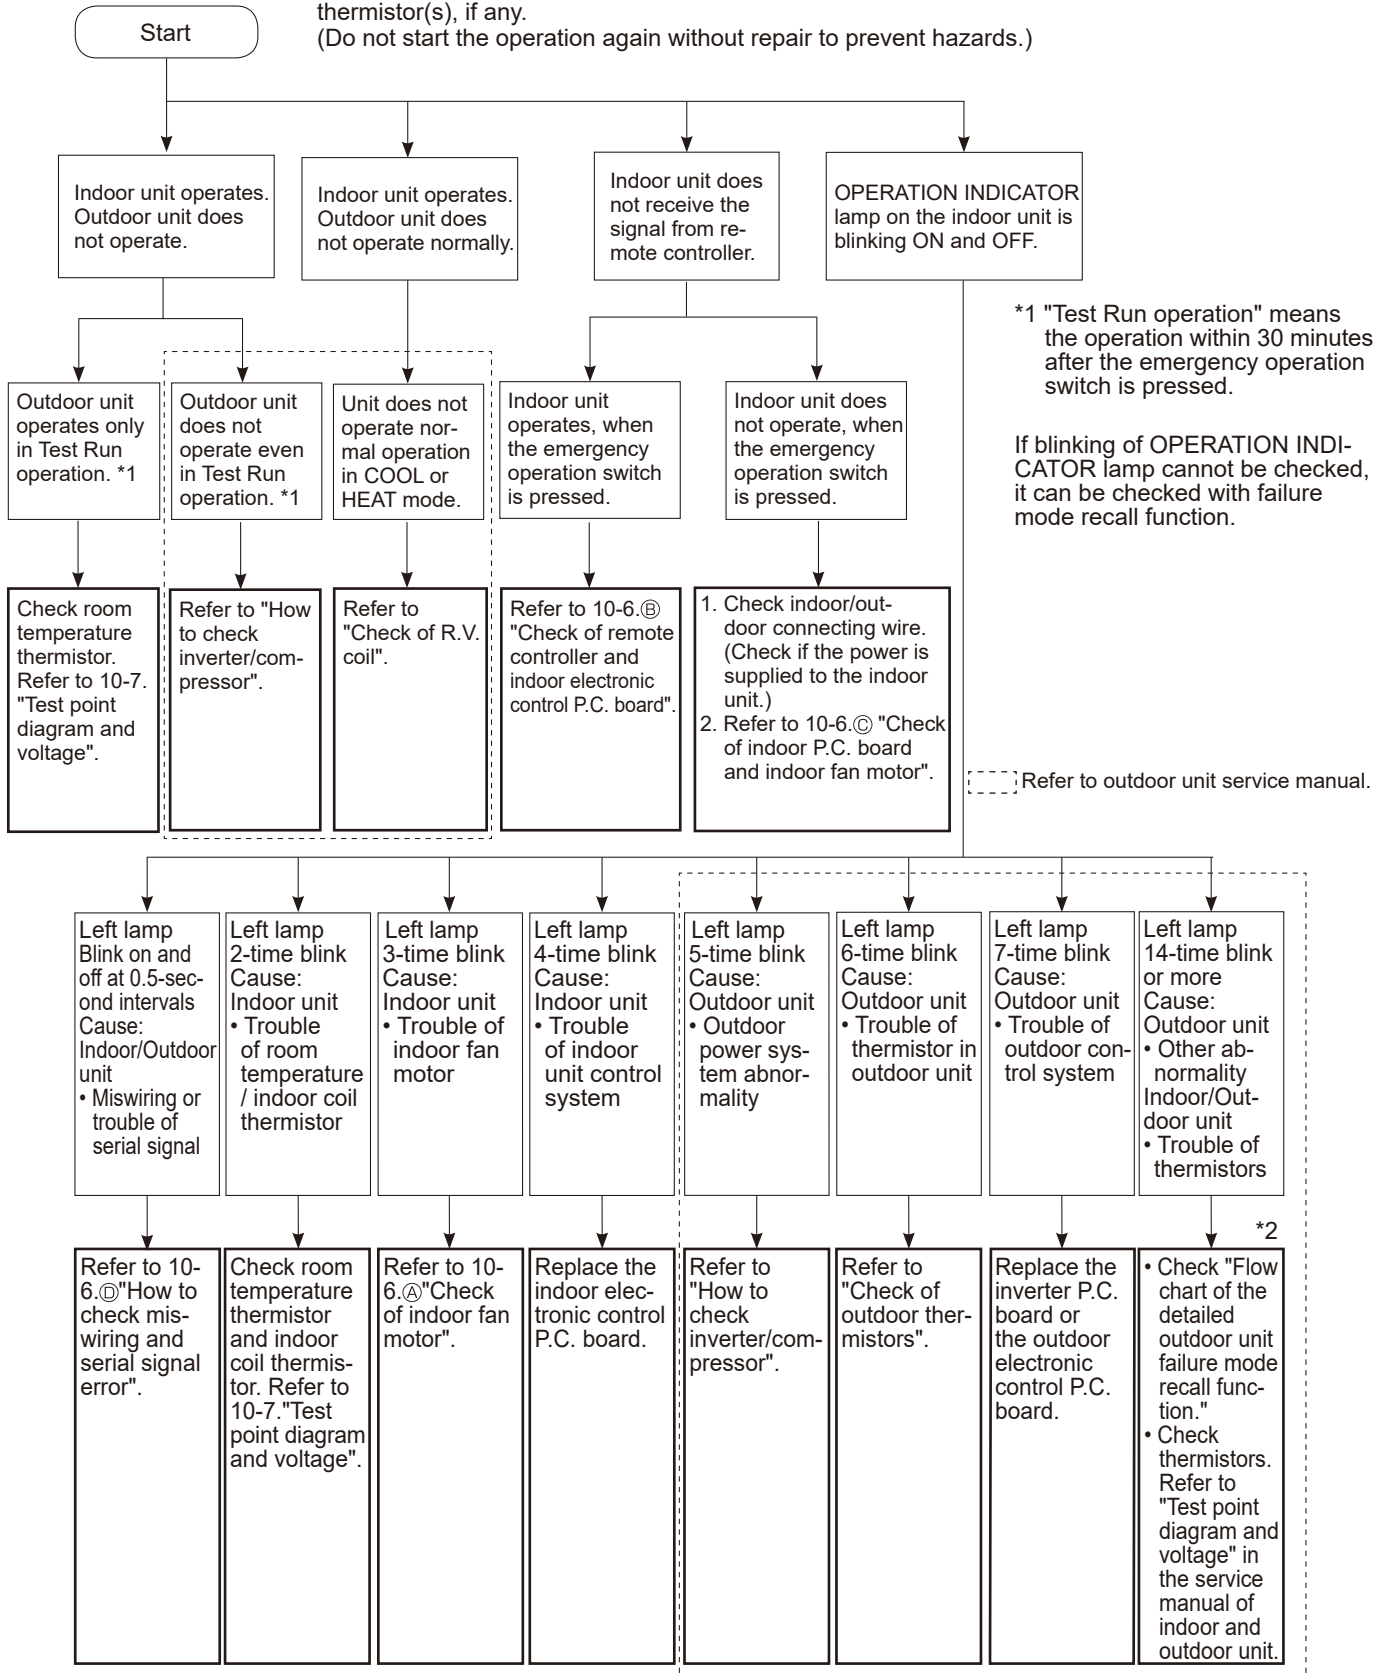 thermistor(s), if any.
(Do not start the operation again without repair to prevent hazards.)
Start
Indoor unit operates.
Outdoor unit does
not operate.
Indoor unit operates.
Outdoor unit does
not operate normally.
Indoor unit does
not receive the
signal from re-
mote controller.
OPERATION INDICATOR
lamp on the indoor unit is
blinking ON and OFF.
*1 "Test Run operation" means
the operation within 30 minutes
after the emergency operation
switch is pressed.
If blinking of OPERATION INDI-
CATOR lamp cannot be checked,
it can be checked with failure
mode recall function.
Outdoor unit
operates only
in Test Run
operation. *1
Outdoor unit
does not
operate even
in Test Run
operation. *1
Unit does not
operate nor-
mal operation
in COOL or
HEAT mode.
Indoor unit
operates, when
the emergency
operation switch
is pressed.
Indoor unit does
not operate, when
the emergency
operation switch
is pressed.
Check room
temperature
thermistor.
Refer to 10-7.
"Test point
diagram and
voltage".
Refer to "How
to check
inverter/com-
pressor".
Refer to
"Check of R.V.
coil".
Refer to 10-6.Ⓑ
"Check of remote
controller and
indoor electronic
control P.C. board".
1. Check indoor/out-
door connecting wire.
(Check if the power is
supplied to the indoor
unit.)
2. Refer to 10-6.Ⓒ "Check
of indoor P.C. board
and indoor fan motor".
Refer to outdoor unit service manual.
Left lamp
Blink on and
off at 0.5-sec-
ond intervals
Cause:
Indoor/Outdoor
unit
• Miswiring or
trouble of
serial signal
Left lamp
2-time blink
Cause:
Indoor unit
• Trouble
of room
temperature
/ indoor coil
thermistor
Left lamp
3-time blink
Cause:
Indoor unit
• Trouble of
indoor fan
motor
Left lamp
4-time blink
Cause:
Indoor unit
• Trouble
of indoor
unit control
system
Left lamp
5-time blink
Cause:
Outdoor unit
• Outdoor
power sys-
tem abnor-
mality
Left lamp
6-time blink
Cause:
Outdoor unit
• Trouble of
thermistor in
outdoor unit
Left lamp
7-time blink
Cause:
Outdoor unit
• Trouble of
outdoor con-
trol system
Left lamp
14-time blink
or more
Cause:
Outdoor unit
• Other ab-
normality
Indoor/Out-
door unit
• Trouble of
thermistors
*2
Refer to 10-
6.Ⓓ"How to
check mis-
wiring and
serial signal
error".
Check room
temperature
thermistor
and indoor
coil thermis-
tor. Refer to
10-7."Test
point diagram
and voltage".
Refer to 10-
6.Ⓐ"Check
of indoor fan
motor".
Replace the
indoor elec-
tronic control
P.C. board.
Refer to
"How to
check
inverter/com-
pressor".
Refer to
"Check of
outdoor ther-
mistors".
Replace the
inverter P.C.
board or
the outdoor
electronic
control P.C.
board.
• Check "Flow
chart of the
detailed
outdoor unit
failure mode
recall func-
tion."
• Check
thermistors.
Refer to
"Test point
diagram and
voltage" in
the service
manual of
indoor and
outdoor unit.